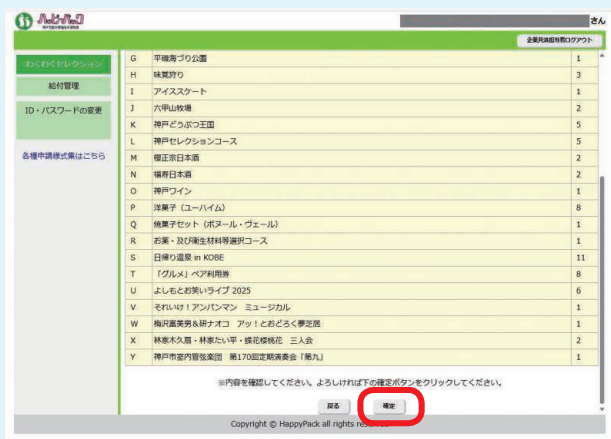 ハッピーパック
さん
企業共済担当者ログアウト
わくわくセレクション
給付管理
ID・パスワードの変更
各種申請様式集はこちら
G 平磯海づり公園 1
H 味覚狩り 3
I アイススケート 1
J 六甲山牧場 2
K 神戸どうぶつ王国 5
L 神戸セレクションコース 5
M 櫻正宗日本酒 2
N 福寿日本酒 2
O 神戸ワイン 1
P 洋菓子（ユーハイム） 8
Q 焼菓子セット（ボヌール・ヴェール） 1
R お薬・及び衛生材料等選択コース 1
S 日帰り温泉 in KOBE 11
T 「グルメ」ペア利用券 8
U よしもとお笑いライブ 2025 6
V それいけ！アンパンマン ミュージカル 1
W 梅沢富美男&研ナオコ アッ！とおどろく夢芝居 1
X 林家木久扇・林家たい平・蝶花楼桃花 三人会 2
Y 神戸市室内管弦楽団 第170回定期演奏会「第九」 1
※内容を確認してください。よろしければ下の確定ボタンをクリックしてください。
戻る 確定
Copyright © HappyPack all rights